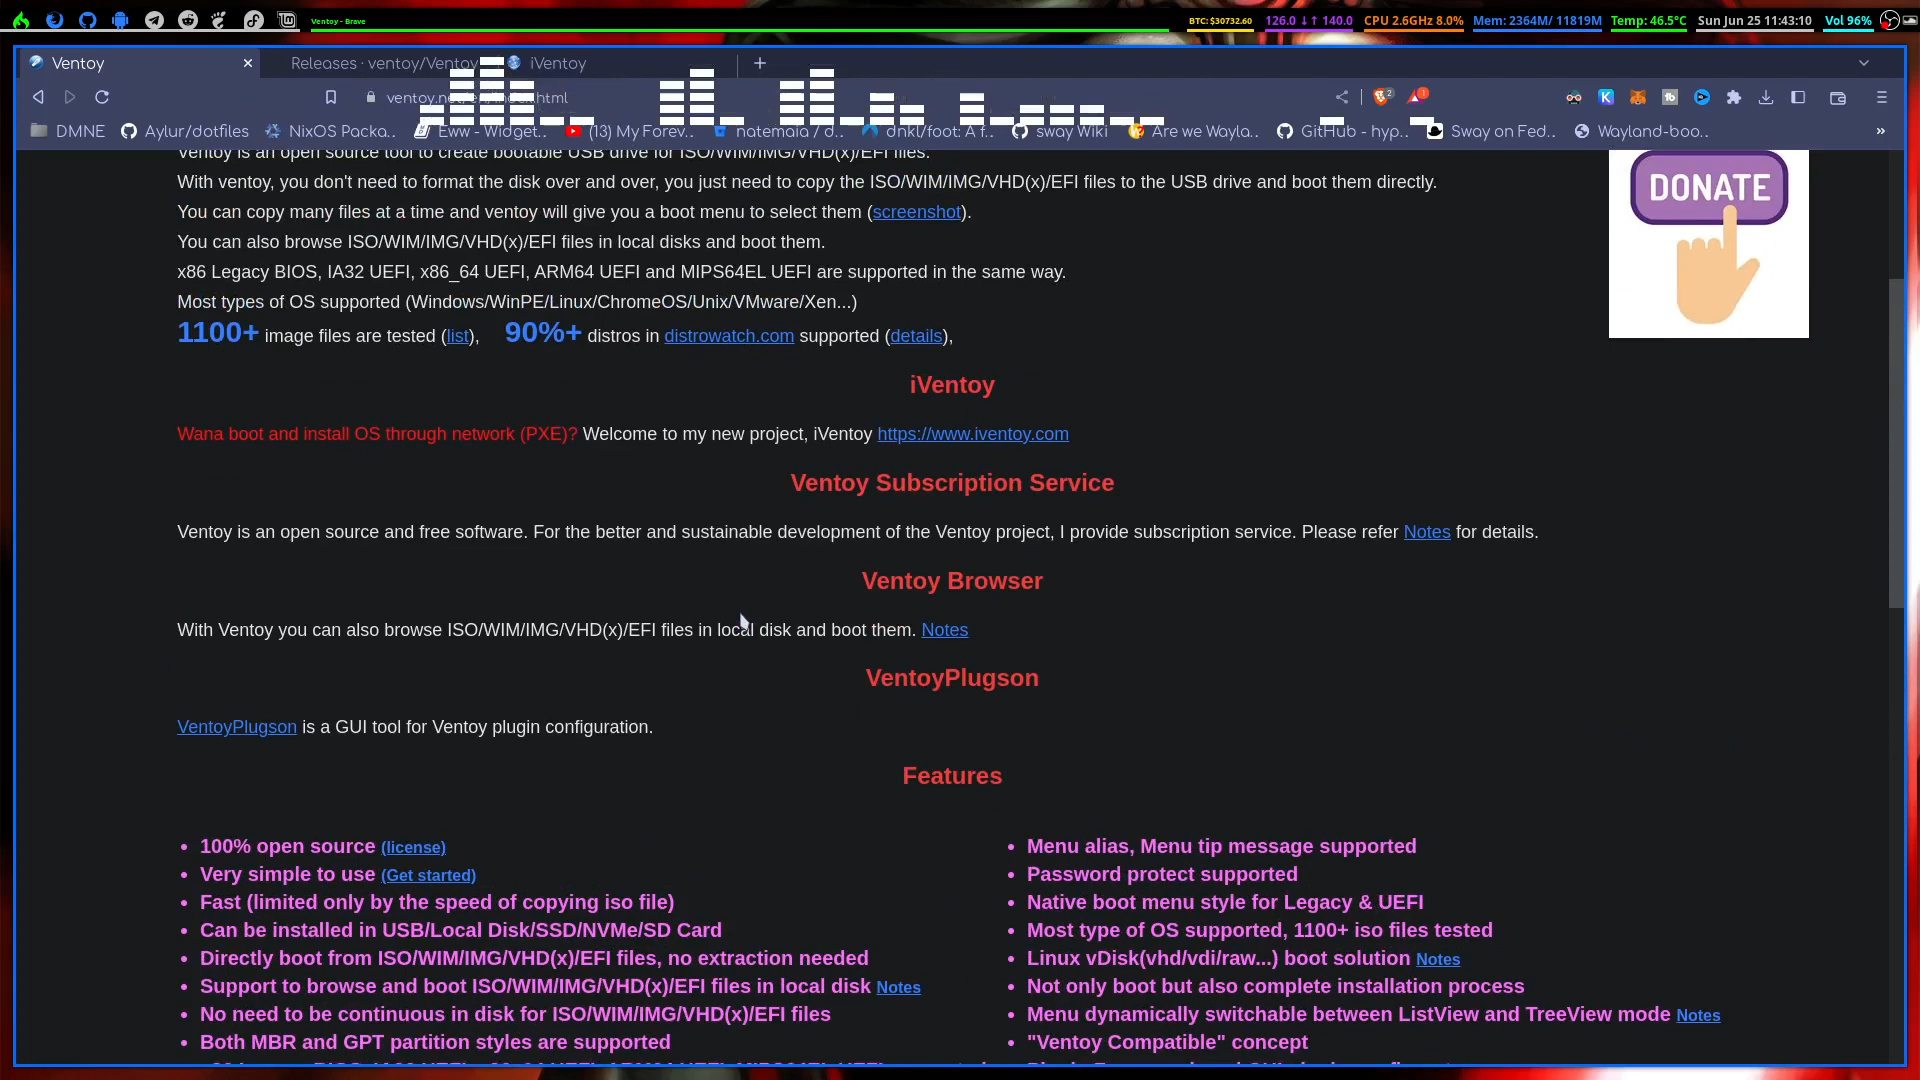 Ventoy - Brave
BTC: $30732.60
126.0 ↓↑ 140.0
CPU 2.6GHz 8.0%
Mem: 2364M/ 11819M
Temp: 46.5°C
Sun Jun 25 11:43:10
Vol 96%
Ventoy
Releases · ventoy/Ventoy
iVentoy
2
1
DMNE
Aylur/dotfiles
NixOS Packa..
Eww - Widget..
(13) My Forev..
natemaia / d..
dnkl/foot: A f..
sway Wiki
Are we Wayla..
GitHub - hyp..
Sway on Fed..
Wayland-boo..
»
Ventoy is an open source tool to create bootable USB drive for ISO/WIM/IMG/VHD(x)/EFI files.
With ventoy, you don't need to format the disk over and over, you just need to copy the ISO/WIM/IMG/VHD(x)/EFI files to the USB drive and boot them directly.
You can copy many files at a time and ventoy will give you a boot menu to select them (screenshot).
You can also browse ISO/WIM/IMG/VHD(x)/EFI files in local disks and boot them.
x86 Legacy BIOS, IA32 UEFI, x86_64 UEFI, ARM64 UEFI and MIPS64EL UEFI are supported in the same way.
Most types of OS supported (Windows/WinPE/Linux/ChromeOS/Unix/VMware/Xen...)
1100+ image files are tested (list), 90%+ distros in distrowatch.com supported (details),
DONATE
iVentoy
Wana boot and install OS through network (PXE)? Welcome to my new project, iVentoy https://www.iventoy.com
Ventoy Subscription Service
Ventoy is an open source and free software. For the better and sustainable development of the Ventoy project, I provide subscription service. Please refer Notes for details.
Ventoy Browser
With Ventoy you can also browse ISO/WIM/IMG/VHD(x)/EFI files in local disk and boot them. Notes
VentoyPlugson
VentoyPlugson is a GUI tool for Ventoy plugin configuration.
Features
• 100% open source (license)
• Very simple to use (Get started)
• Fast (limited only by the speed of copying iso file)
• Can be installed in USB/Local Disk/SSD/NVMe/SD Card
• Directly boot from ISO/WIM/IMG/VHD(x)/EFI files, no extraction needed
• Support to browse and boot ISO/WIM/IMG/VHD(x)/EFI files in local disk Notes
• No need to be continuous in disk for ISO/WIM/IMG/VHD(x)/EFI files
• Both MBR and GPT partition styles are supported
• Menu alias, Menu tip message supported
• Password protect supported
• Native boot menu style for Legacy & UEFI
• Most type of OS supported, 1100+ iso files tested
• Linux vDisk(vhd/vdi/raw...) boot solution Notes
• Not only boot but also complete installation process
• Menu dynamically switchable between ListView and TreeView mode Notes
• "Ventoy Compatible" concept